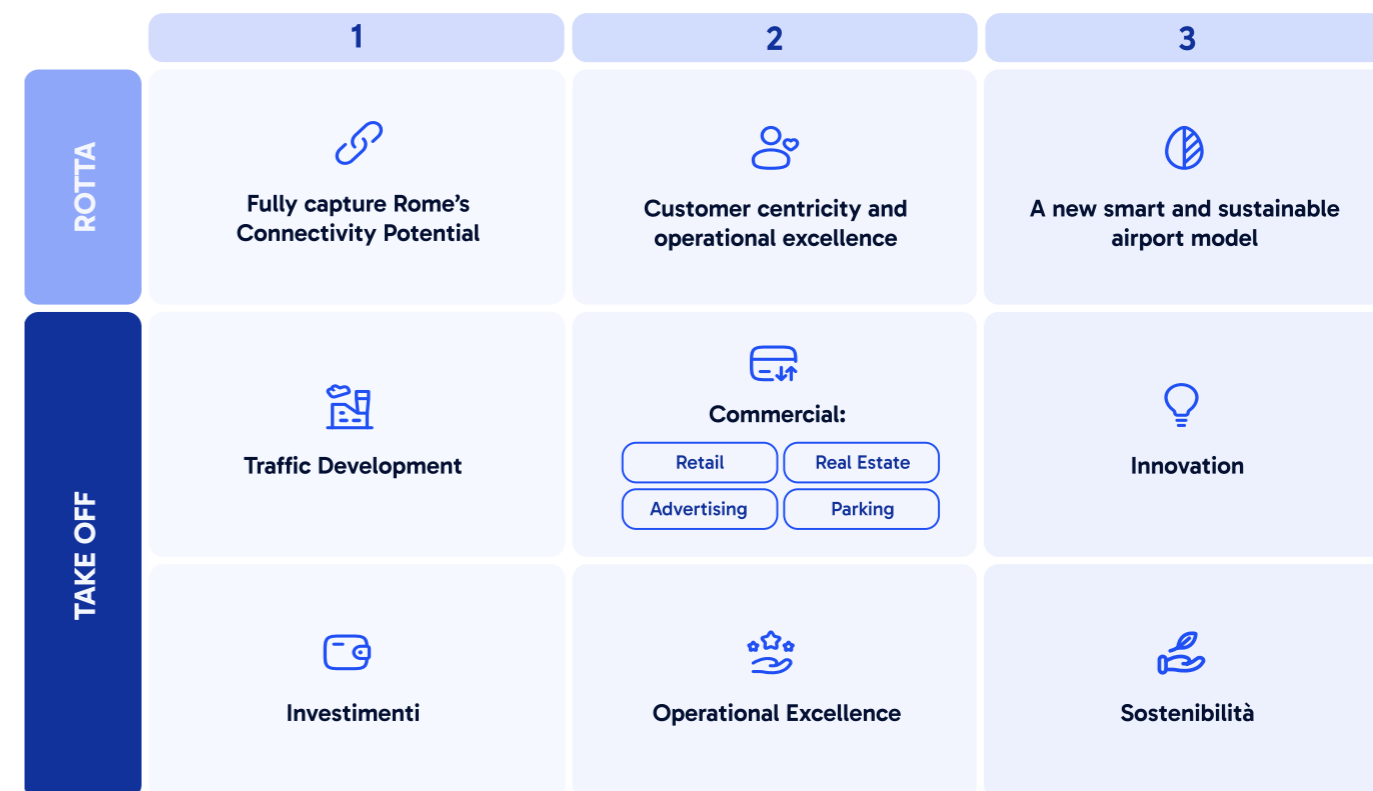 1
2
3
ROTTA
Fully capture Rome’s
Connectivity Potential
Customer centricity and
operational excellence
A new smart and sustainable
airport model
TAKE OFF
Traffic Development
Commercial:
Retail
Real Estate
Advertising
Parking
Innovation
Investimenti
Operational Excellence
Sostenibilità